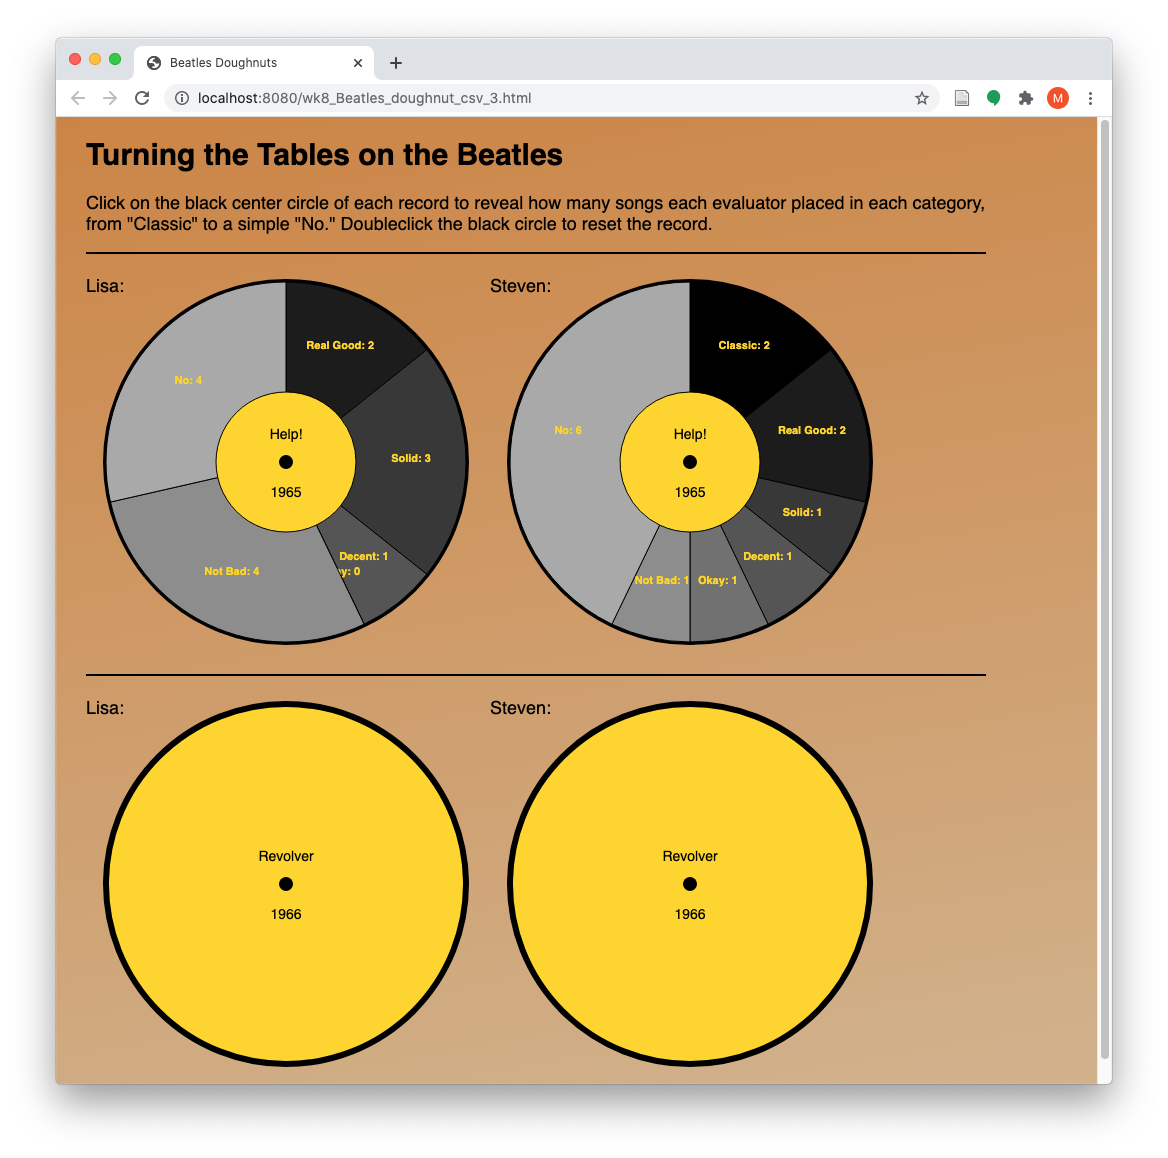 Beatles Doughnuts
localhost:8080/wk8_Beatles_doughnut_csv_3.html
M
Turning the Tables on the Beatles
Click on the black center circle of each record to reveal how many songs each evaluator placed in each category,
from "Classic" to a simple "No." Doubleclick the black circle to reset the record.
Lisa:
Real Good: 2
No: 4
Help!
Solid: 3
1965
Decent: 1
y: 0
Not Bad: 4
Steven:
Classic: 2
No: 6
Real Good: 2
Help!
1965
Solid: 1
Decent: 1
Not Bad: 1
Okay: 1
Lisa:
Revolver
1966
Steven:
Revolver
1966